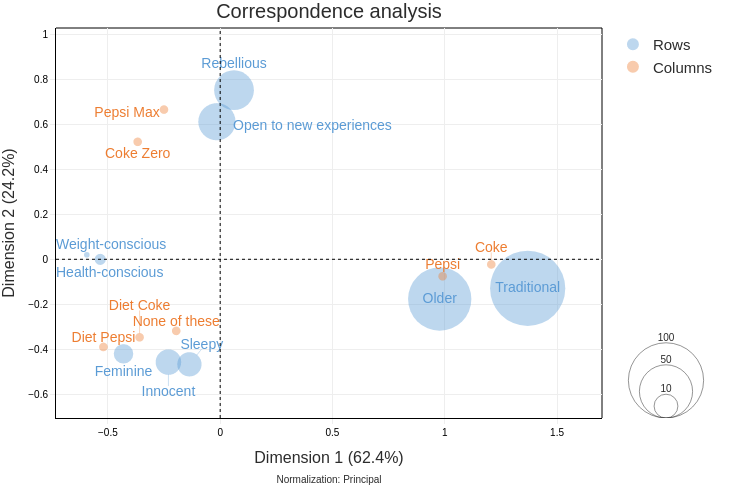 Correspondence analysis
Rows
Columns
Dimension 2 (24.2%)
1
0.8
0.6
0.4
0.2
0
−0.2
−0.4
−0.6
Rebellious
Pepsi Max
Open to new experiences
Coke Zero
Weight-conscious
Health-conscious
Coke
Pepsi
Traditional
Older
Diet Coke
None of these
Diet Pepsi
Sleepy
Feminine
Innocent
100
50
10
−0.5
0
0.5
1
1.5
Dimension 1 (62.4%)
Normalization: Principal